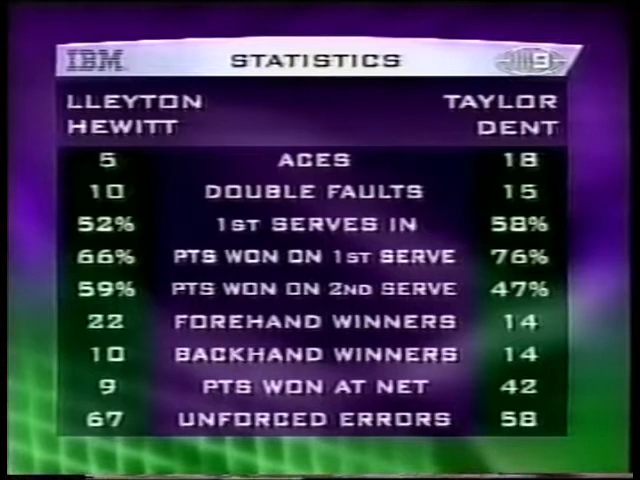 IBM STATISTICS 9
LLEYTON HEWITT TAYLOR DENT
5 ACES 18
10 DOUBLE FAULTS 15
52% 1ST SERVES IN 58%
66% PTS WON ON 1ST SERVE 76%
59% PTS WON ON 2ND SERVE 47%
22 FOREHAND WINNERS 14
10 BACKHAND WINNERS 14
9 PTS WON AT NET 42
67 UNFORCED ERRORS 58